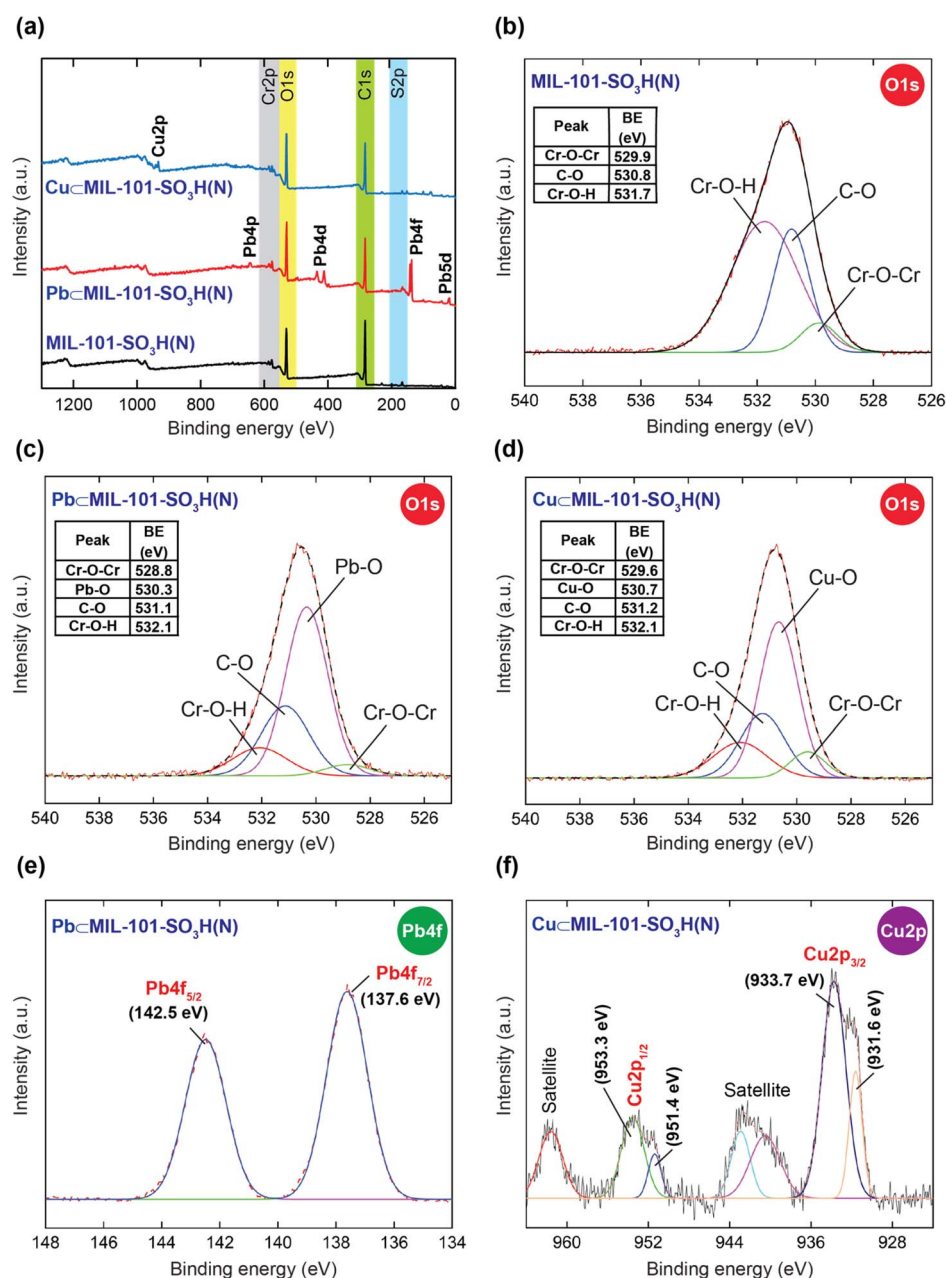 (a)
Cr2p
O1s
C1s
S2p
Cu2p
Cu⊂MIL-101-SO₃H(N)
Pb4p
Pb4d
Pb4f
Pb5d
Pb⊂MIL-101-SO₃H(N)
MIL-101-SO₃H(N)
Intensity (a.u.)
1200 1000 800 600 400 200 0
Binding energy (eV)
(b)
MIL-101-SO₃H(N)
O1s
Peak BE (eV)
Cr-O-Cr 529.9
C-O 530.8
Cr-O-H 531.7
Cr-O-H
C-O
Cr-O-Cr
Intensity (a.u.)
540 538 536 534 532 530 528 526
Binding energy (eV)
(c)
Pb⊂MIL-101-SO₃H(N)
O1s
Peak BE (eV)
Cr-O-Cr 528.8
Pb-O 530.3
C-O 531.1
Cr-O-H 532.1
Pb-O
C-O
Cr-O-H
Cr-O-Cr
Intensity (a.u.)
540 538 536 534 532 530 528 526
Binding energy (eV)
(d)
Cu⊂MIL-101-SO₃H(N)
O1s
Peak BE (eV)
Cr-O-Cr 529.6
Cu-O 530.7
C-O 531.2
Cr-O-H 532.1
Cu-O
C-O
Cr-O-H
Cr-O-Cr
Intensity (a.u.)
540 538 536 534 532 530 528 526
Binding energy (eV)
(e)
Pb⊂MIL-101-SO₃H(N)
Pb4f
Pb4f₅/₂
(142.5 eV)
Pb4f₇/₂
(137.6 eV)
Intensity (a.u.)
148 146 144 142 140 138 136 134
Binding energy (eV)
(f)
Cu⊂MIL-101-SO₃H(N)
Cu2p
Cu2p₃/₂
(933.7 eV)
(931.6 eV)
Satellite
(953.3 eV)
Cu2p₁/₂
(951.4 eV)
Satellite
Intensity (a.u.)
960 952 944 936 928
Binding energy (eV)